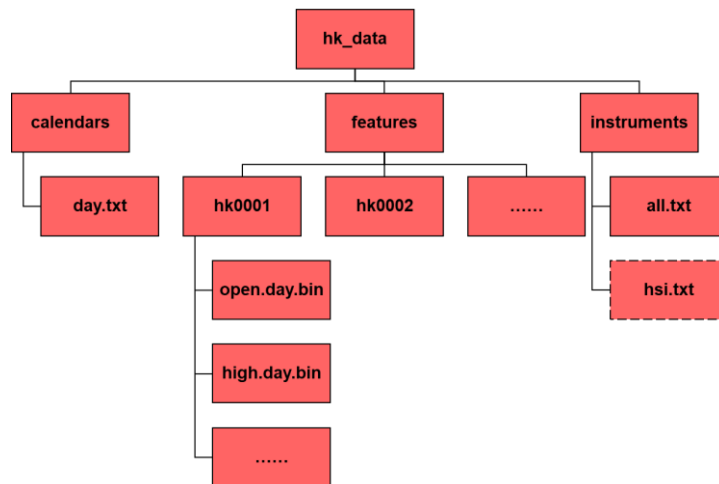 hk_data
calendars
features
instruments
day.txt
hk0001
hk0002
......
all.txt
open.day.bin
hsi.txt
high.day.bin
......